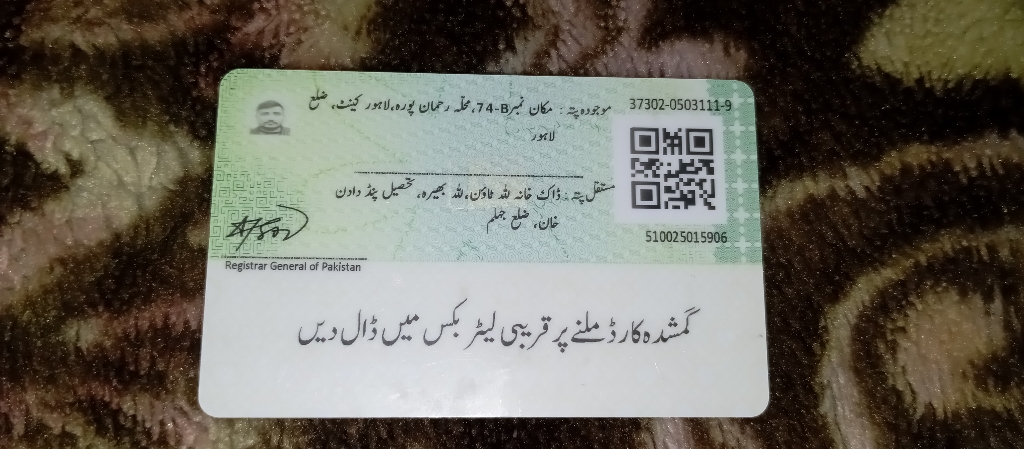 موجودہ پتہ : مکان نمبر 74-B، محلّہ رحمان پورہ، لاہور کینٹ، ضلع
لاہور
37302-0503111-9
مستقل پتہ : ڈاک خانہ للہ ٹاؤن، للہ بھیرہ، تحصیل پنڈ دادن
خان، ضلع جہلم
510025015906
Registrar General of Pakistan
گمشدہ کارڈ ملنے پر قریبی لیٹر بکس میں ڈال دیں